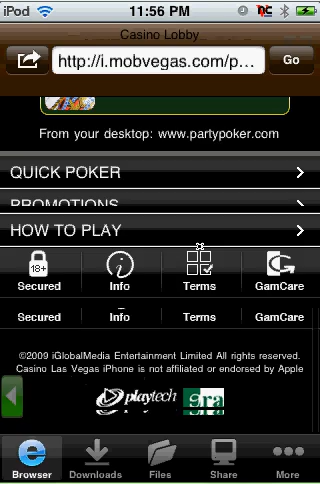 iPod 11:56 PM
Casino Lobby
http://i.mobvegas.com/p... Go
From your desktop: www.partypoker.com
QUICK POKER
PROMOTIONS
HOW TO PLAY
18+
Secured Info Terms GamCare
Secured Info Terms GamCare
©2009 iGlobalMedia Entertainment Limited All rights reserved.
Casino Las Vegas iPhone is not affiliated or endorsed by Apple
playtech gra
Browser Downloads Files Share More